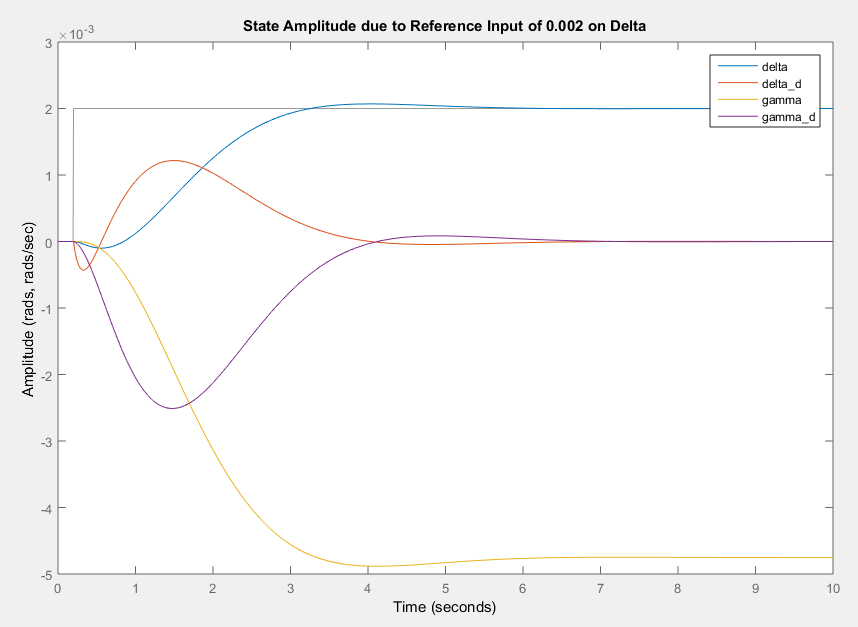 State Amplitude due to Reference Input of 0.002 on Delta
×10-3
3
2
1
0
-1
-2
-3
-4
-5
Amplitude (rads, rads/sec)
delta
delta_d
gamma
gamma_d
0 1 2 3 4 5 6 7 8 9 10
Time (seconds)